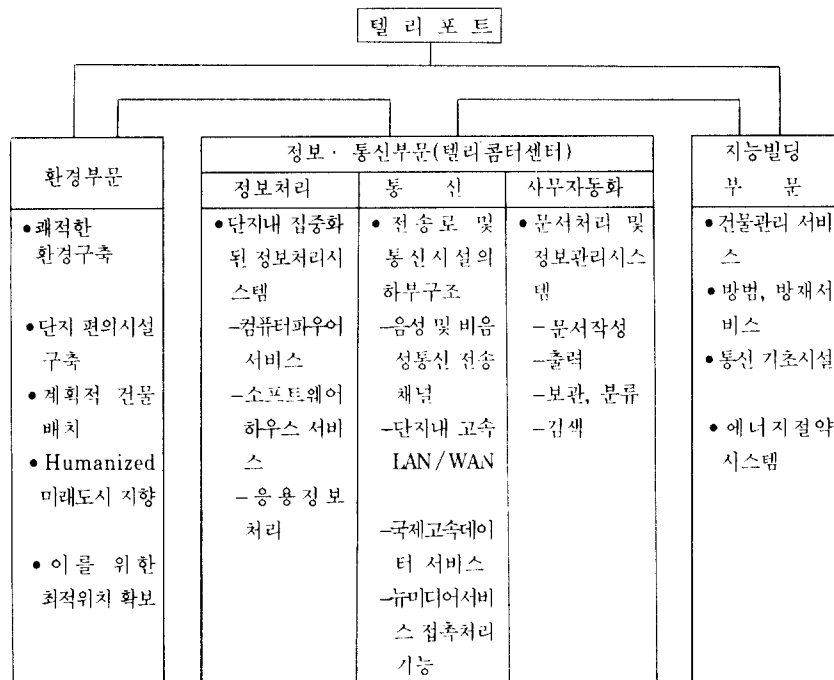 텔 리 포 트
환경부문
• 쾌적한
환경구축
• 단지 편의시설
구축
• 계획적 건물
배치
• Humanized
미래도시 지향
• 이 를 위 한
최적위치 확보
정보 · 통신부문(텔리콤터센터)
정보처리
• 단지내 집중화
된 정보처리시
스템
–컴퓨터파우어
서비스
–소프트웨어
하우스 서비
스
– 응 용 정 보
처리
통 신
• 전송로 및
통신시설의
하부구조
–음성 및 비음
성통신 전송
채널
–단지내 고속
LAN/WAN
–국제고속데이
터 서비스
–뉴미디어서비
스 접촉처리
기능
사무자동화
• 문서처리 및
정보관리시스
템
– 문서작성
–출력
–보관, 분류
–검색
지능빌딩
부 문
• 건물관리 서비
스
• 방범, 방재서
비스
• 통신 기초시설
• 에너지절약
시스템